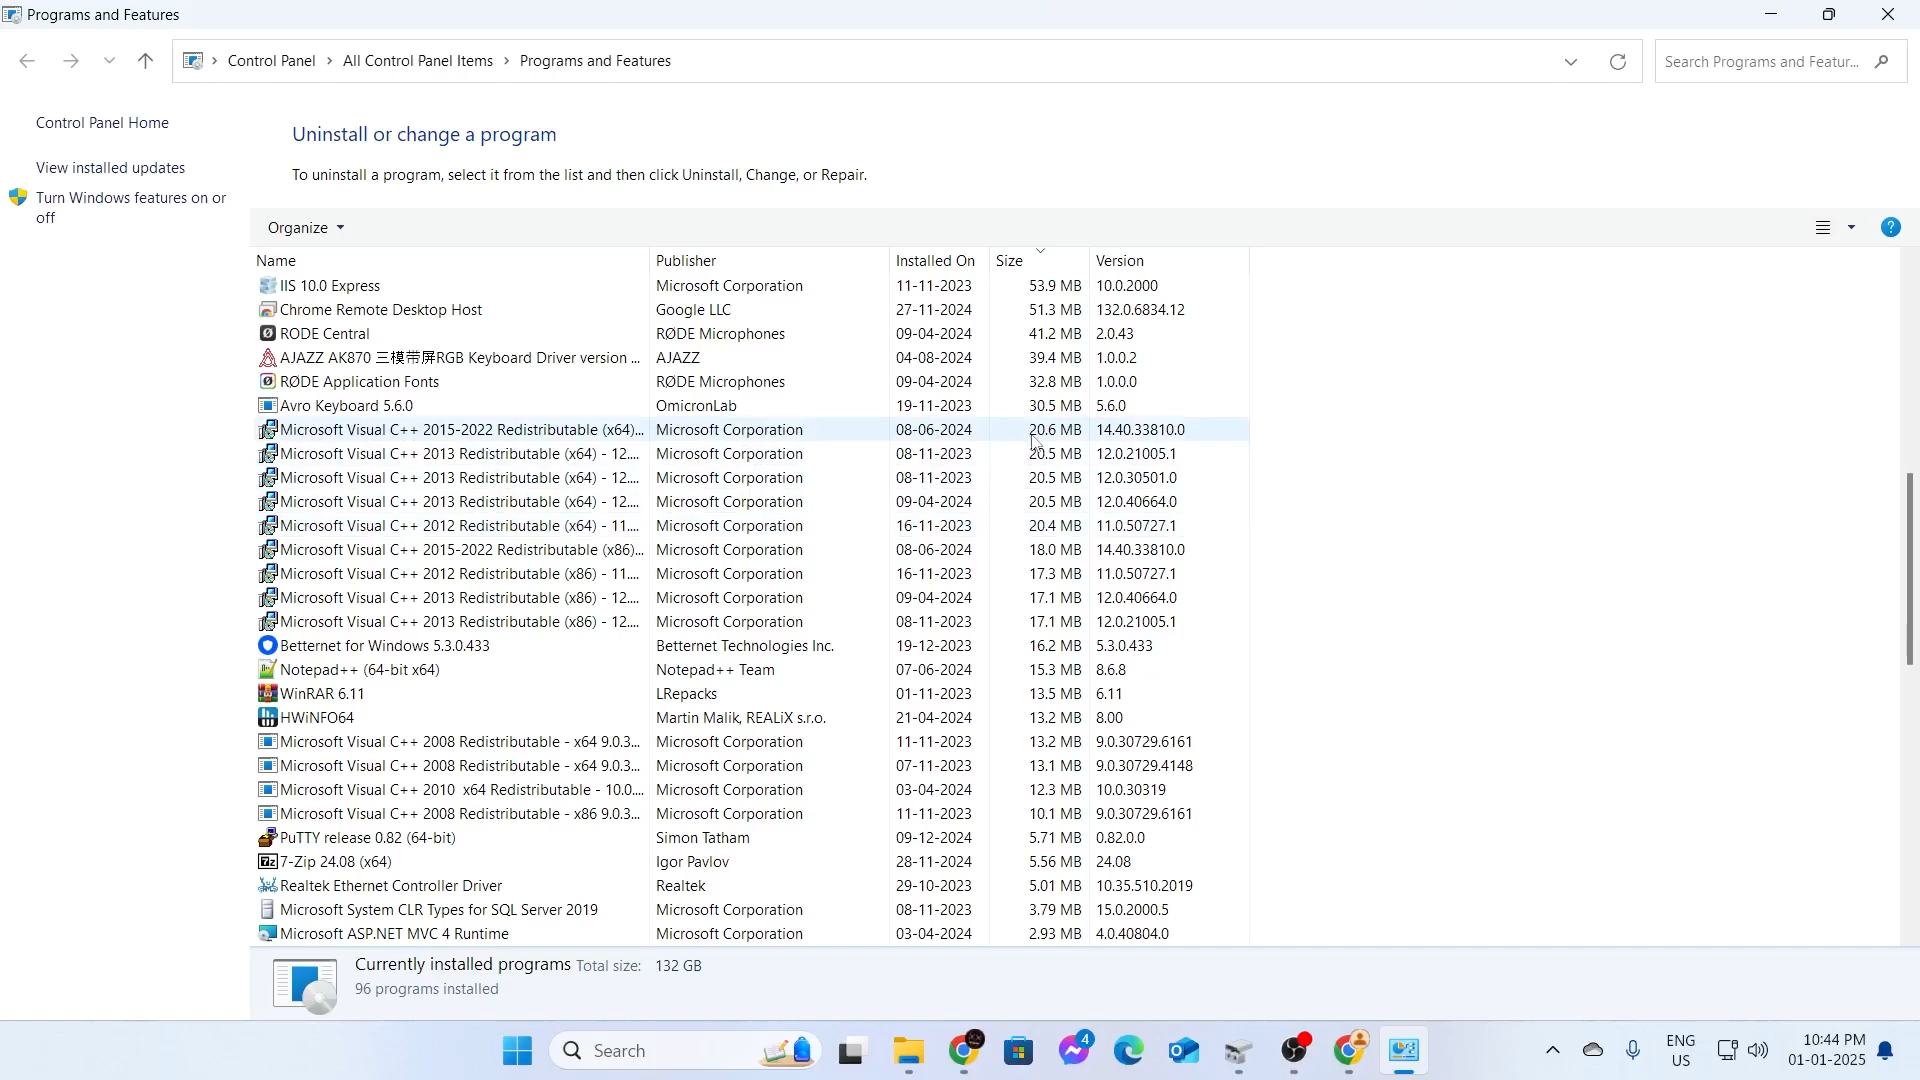 Programs and Features
Control Panel › All Control Panel Items › Programs and Features
Search Programs and Featur...
Control Panel Home
View installed updates
Turn Windows features on or
off
Uninstall or change a program
To uninstall a program, select it from the list and then click Uninstall, Change, or Repair.
Organize
Name Publisher Installed On Size Version
IIS 10.0 Express Microsoft Corporation 11-11-2023 53.9 MB 10.0.2000
Chrome Remote Desktop Host Google LLC 27-11-2024 51.3 MB 132.0.6834.12
RODE Central RØDE Microphones 09-04-2024 41.2 MB 2.0.43
AJAZZ AK870 三模带屏RGB Keyboard Driver version ... AJAZZ 04-08-2024 39.4 MB 1.0.0.2
RØDE Application Fonts RØDE Microphones 09-04-2024 32.8 MB 1.0.0.0
Avro Keyboard 5.6.0 OmicronLab 19-11-2023 30.5 MB 5.6.0
Microsoft Visual C++ 2015-2022 Redistributable (x64)... Microsoft Corporation 08-06-2024 20.6 MB 14.40.33810.0
Microsoft Visual C++ 2013 Redistributable (x64) - 12.... Microsoft Corporation 08-11-2023 20.5 MB 12.0.21005.1
Microsoft Visual C++ 2013 Redistributable (x64) - 12.... Microsoft Corporation 08-11-2023 20.5 MB 12.0.30501.0
Microsoft Visual C++ 2013 Redistributable (x64) - 12.... Microsoft Corporation 09-04-2024 20.5 MB 12.0.40664.0
Microsoft Visual C++ 2012 Redistributable (x64) - 11.... Microsoft Corporation 16-11-2023 20.4 MB 11.0.50727.1
Microsoft Visual C++ 2015-2022 Redistributable (x86)... Microsoft Corporation 08-06-2024 18.0 MB 14.40.33810.0
Microsoft Visual C++ 2012 Redistributable (x86) - 11.... Microsoft Corporation 16-11-2023 17.3 MB 11.0.50727.1
Microsoft Visual C++ 2013 Redistributable (x86) - 12.... Microsoft Corporation 09-04-2024 17.1 MB 12.0.40664.0
Microsoft Visual C++ 2013 Redistributable (x86) - 12.... Microsoft Corporation 08-11-2023 17.1 MB 12.0.21005.1
Betternet for Windows 5.3.0.433 Betternet Technologies Inc. 19-12-2023 16.2 MB 5.3.0.433
Notepad++ (64-bit x64) Notepad++ Team 07-06-2024 15.3 MB 8.6.8
WinRAR 6.11 LRepacks 01-11-2023 13.5 MB 6.11
HWiNFO64 Martin Malik, REALiX s.r.o. 21-04-2024 13.2 MB 8.00
Microsoft Visual C++ 2008 Redistributable - x64 9.0.3... Microsoft Corporation 11-11-2023 13.2 MB 9.0.30729.6161
Microsoft Visual C++ 2008 Redistributable - x64 9.0.3... Microsoft Corporation 07-11-2023 13.1 MB 9.0.30729.4148
Microsoft Visual C++ 2010  x64 Redistributable - 10.0.... Microsoft Corporation 03-04-2024 12.3 MB 10.0.30319
Microsoft Visual C++ 2008 Redistributable - x86 9.0.3... Microsoft Corporation 11-11-2023 10.1 MB 9.0.30729.6161
PuTTY release 0.82 (64-bit) Simon Tatham 09-12-2024 5.71 MB 0.82.0.0
7-Zip 24.08 (x64) Igor Pavlov 28-11-2024 5.56 MB 24.08
Realtek Ethernet Controller Driver Realtek 29-10-2023 5.01 MB 10.35.510.2019
Microsoft System CLR Types for SQL Server 2019 Microsoft Corporation 08-11-2023 3.79 MB 15.0.2000.5
Microsoft ASP.NET MVC 4 Runtime Microsoft Corporation 03-04-2024 2.93 MB 4.0.40804.0
Currently installed programs Total size: 132 GB
96 programs installed
Search
4
ENG
US
10:44 PM
01-01-2025